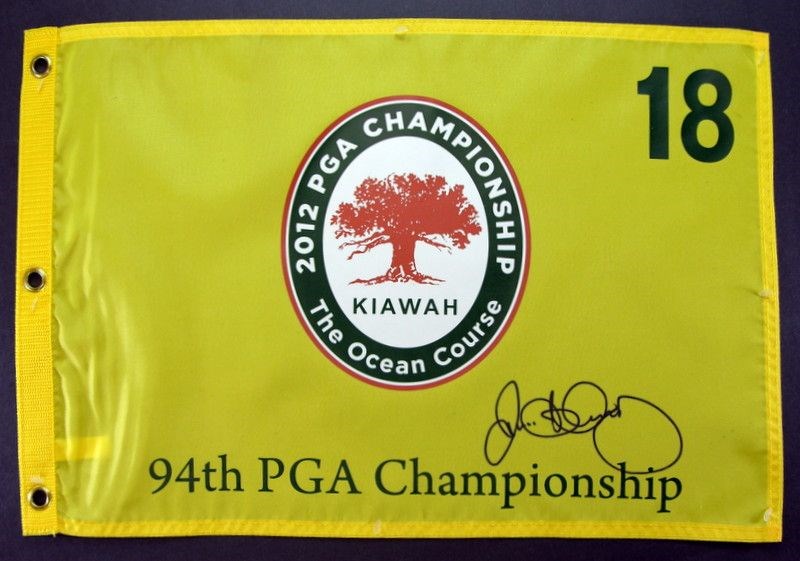 18
2012 PGA CHAMPIONSHIP
KIAWAH
The Ocean Course
94th PGA Championship